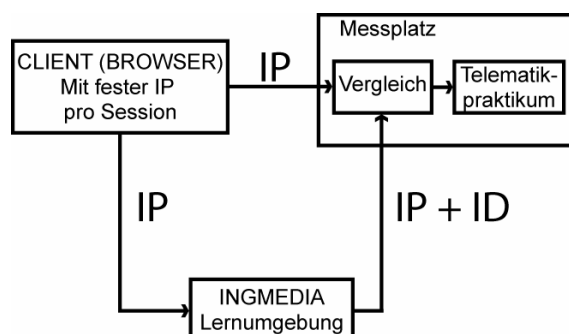 CLIENT (BROWSER)
Mit fester IP
pro Session
IP
Messplatz
Vergleich
Telematik-
praktikum
IP
IP + ID
INGMEDIA
Lernumgebung